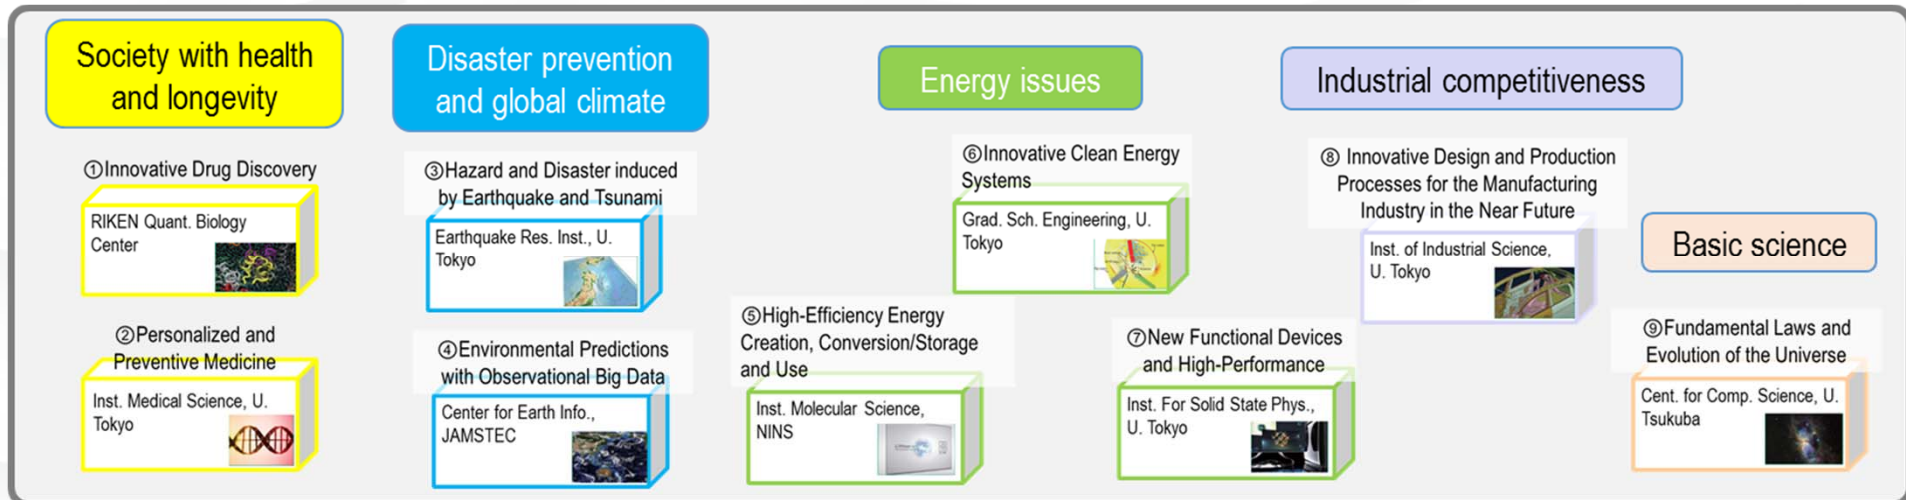 Society with health
and longevity
Disaster prevention
and global climate
Energy issues
Industrial competitiveness
Basic science
①Innovative Drug Discovery
RIKEN Quant. Biology
Center
②Personalized and
Preventive Medicine
Inst. Medical Science, U.
Tokyo
③Hazard and Disaster induced
by Earthquake and Tsunami
Earthquake Res. Inst., U.
Tokyo
④Environmental Predictions
with Observational Big Data
Center for Earth Info.,
JAMSTEC
⑤High-Efficiency Energy
Creation, Conversion/Storage
and Use
Inst. Molecular Science,
NINS
⑥Innovative Clean Energy
Systems
Grad. Sch. Engineering, U.
Tokyo
⑦New Functional Devices
and High-Performance
Inst. For Solid State Phys.,
U. Tokyo
⑧ Innovative Design and Production
Processes for the Manufacturing
Industry in the Near Future
Inst. of Industrial Science,
U. Tokyo
⑨Fundamental Laws and
Evolution of the Universe
Cent. for Comp. Science, U.
Tsukuba